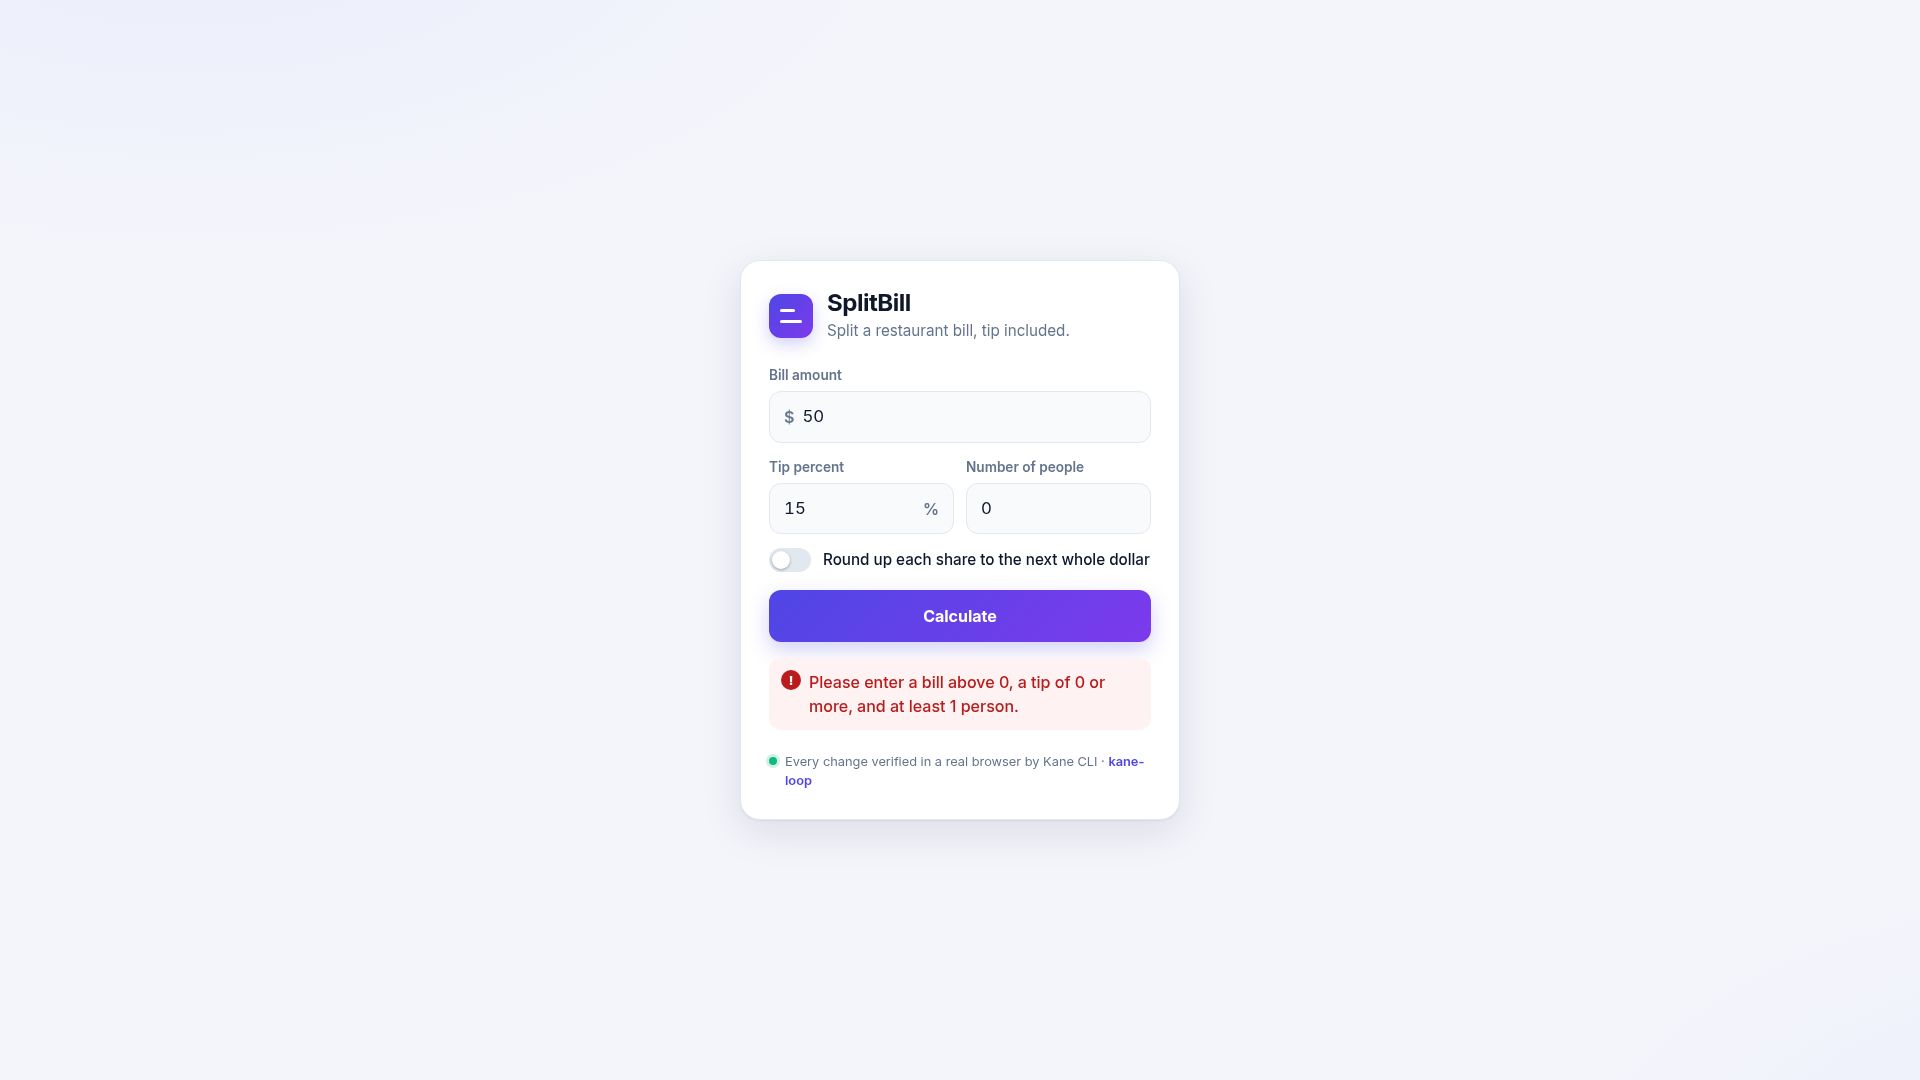 SplitBill
Split a restaurant bill, tip included.
Bill amount
$ 50
Tip percent
Number of people
15 %
0
Round up each share to the next whole dollar
Calculate
! Please enter a bill above 0, a tip of 0 or
more, and at least 1 person.
Every change verified in a real browser by Kane CLI · kane-
loop